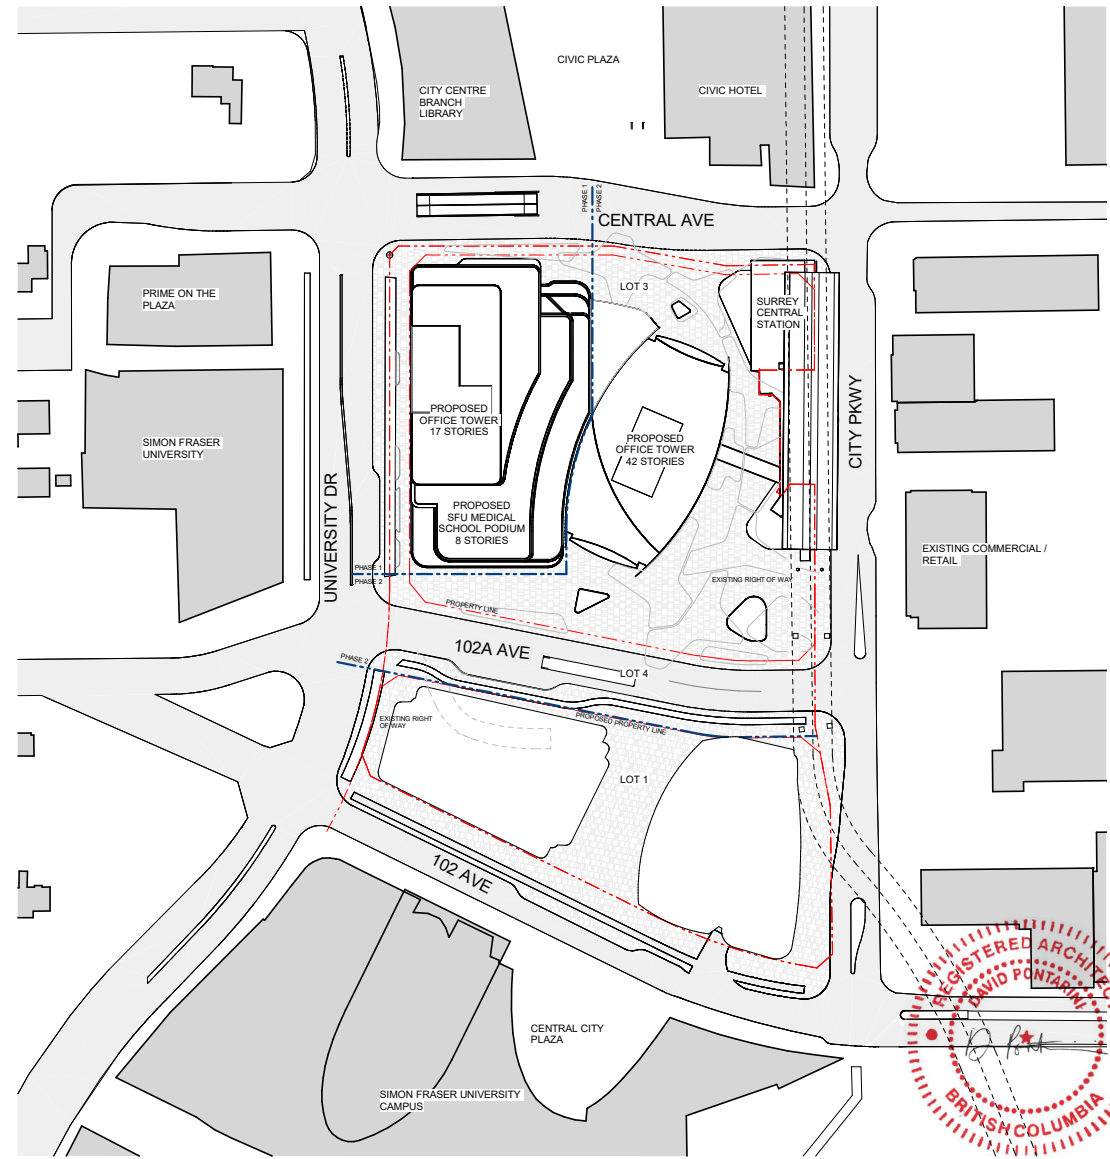 CIVIC PLAZA
CITY CENTRE
BRANCH
LIBRARY
CIVIC HOTEL
PHASE 1
PHASE 2
CENTRAL AVE
PRIME ON THE
PLAZA
LOT 3
SURREY
CENTRAL
STATION
SIMON FRASER
UNIVERSITY
UNIVERSITY DR
PROPOSED
OFFICE TOWER
17 STORIES
PROPOSED
OFFICE TOWER
42 STORIES
CITY PKWY
PROPOSED
SFU MEDICAL
SCHOOL PODIUM
8 STORIES
EXISTING COMMERCIAL /
RETAIL
PHASE 1
PHASE 2
EXISTING RIGHT OF WAY
PROPERTY LINE
102A AVE
PHASE 2
LOT 4
EXISTING RIGHT
OF WAY
PROPOSED PROPERTY LINE
LOT 1
102 AVE
CENTRAL CITY
PLAZA
SIMON FRASER UNIVERSITY
CAMPUS
REGISTERED ARCHITEC
DAVID PONTARINI
BRITISH COLUMBIA